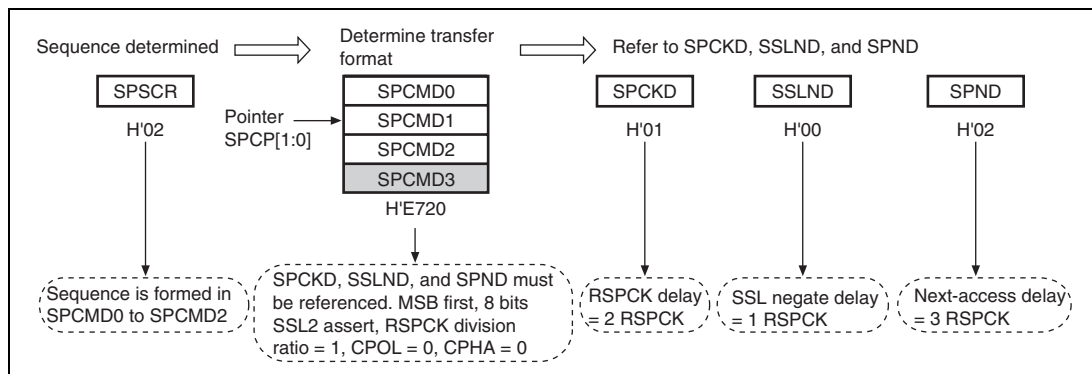 Sequence determined
Determine transfer
format
Refer to SPCKD, SSLND, and SPND
SPSCR
H'02
Pointer
SPCP[1:0]
SPCMD0
SPCMD1
SPCMD2
SPCMD3
H'E720
SPCKD
H'01
SSLND
H'00
SPND
H'02
Sequence is formed in
SPCMD0 to SPCMD2
SPCKD, SSLND, and SPND must
be referenced. MSB first, 8 bits
SSL2 assert, RSPCK division
ratio = 1, CPOL = 0, CPHA = 0
RSPCK delay
= 2 RSPCK
SSL negate delay
= 1 RSPCK
Next-access delay
= 3 RSPCK